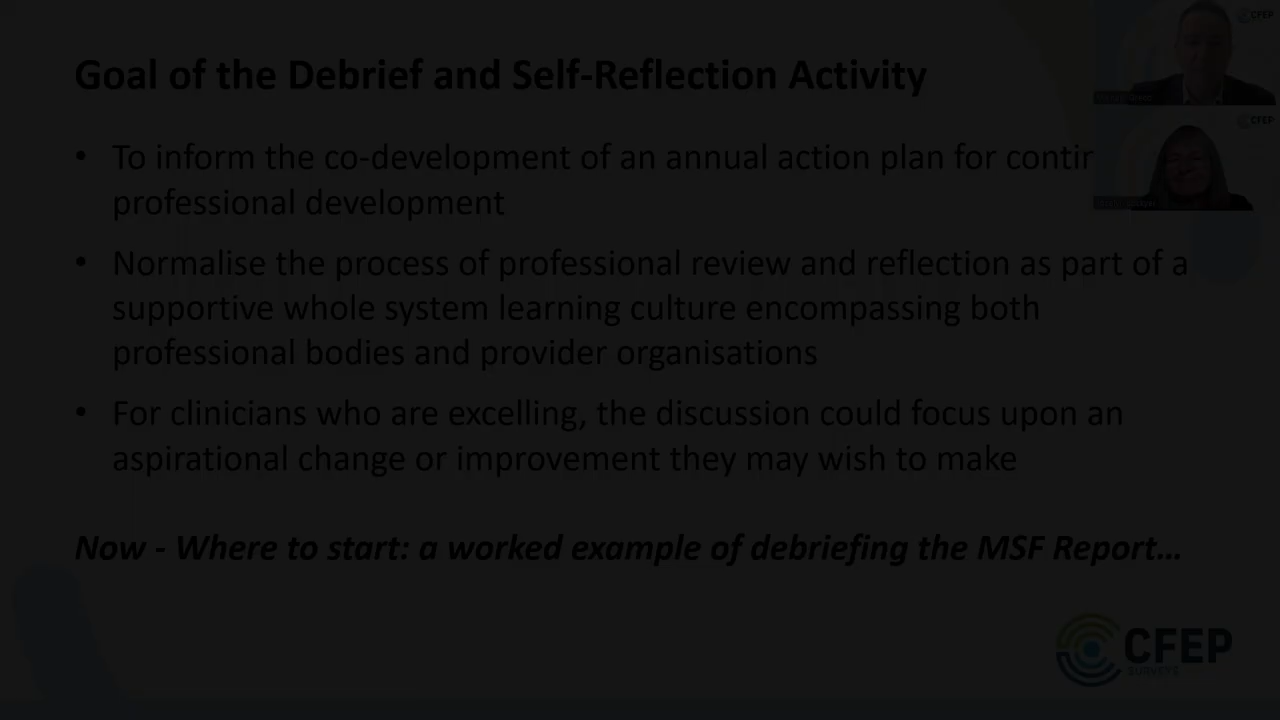 Goal of the Debrief and Self-Reflection Activity
CFEP
CFEP
• To inform the co-development of an annual action plan for contin
professional development
• Normalise the process of professional review and reflection as part of a
supportive whole system learning culture encompassing both
professional bodies and provider organisations
• For clinicians who are excelling, the discussion could focus upon an
aspirational change or improvement they may wish to make
Now - Where to start: a worked example of debriefing the MSF Report...
CFEP
SURVEYS